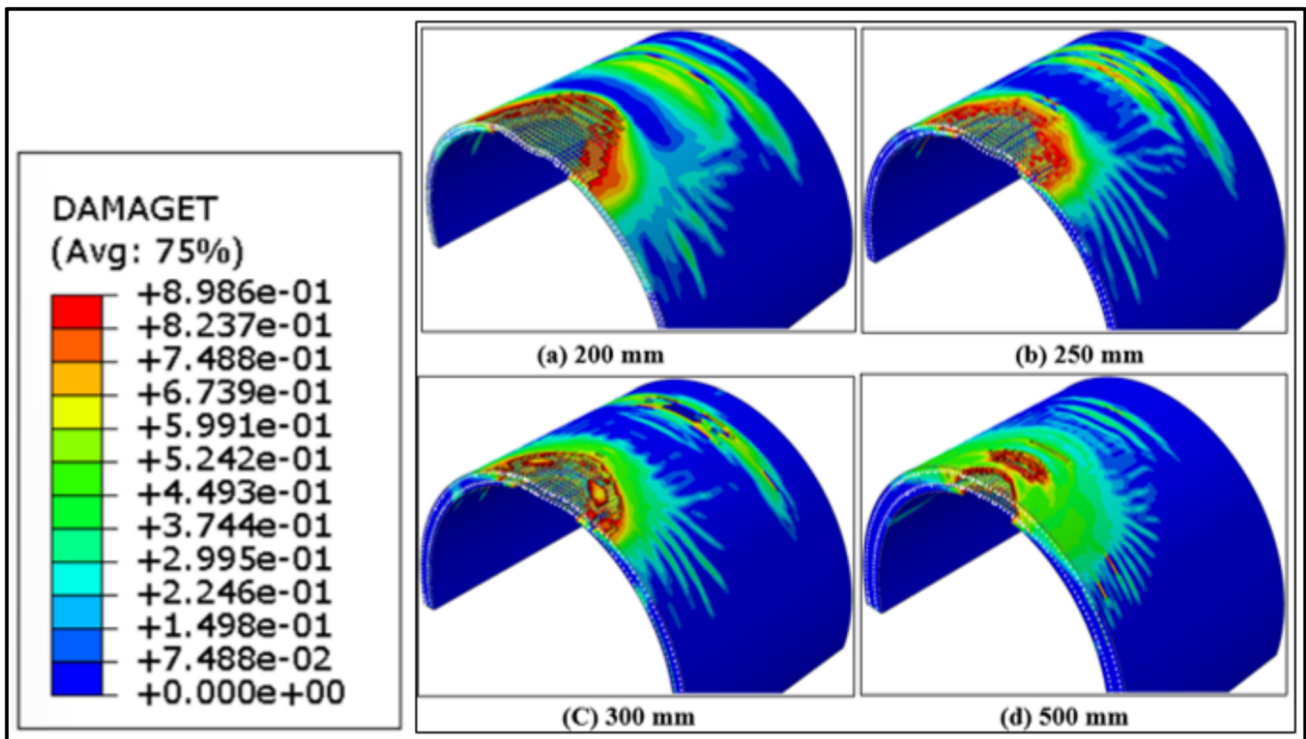 DAMAGET
(Avg: 75%)
+8.986e-01
+8.237e-01
+7.488e-01
+6.739e-01
+5.991e-01
+5.242e-01
+4.493e-01
+3.744e-01
+2.995e-01
+2.246e-01
+1.498e-01
+7.488e-02
+0.000e+00
(a) 200 mm
(b) 250 mm
(C) 300 mm
(d) 500 mm